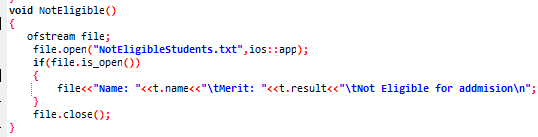 void NotEligible()
{
ofstream file;
file.open("NotEligibleStudents.txt",ios::app);
if(file.is_open())
{
file<<"Name: "<<t.name<<"\tMerit: "<<t.result<<"\tNot Eligible for addmision\n";
}
file.close();
}